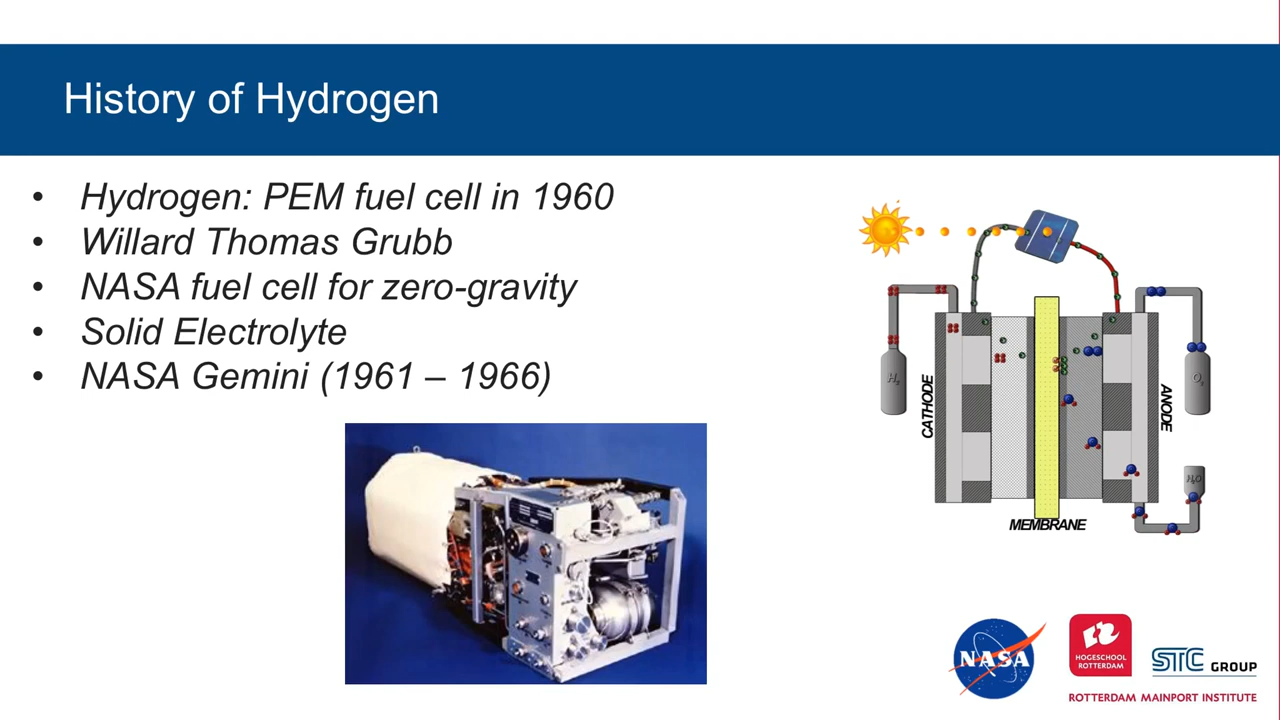 History of Hydrogen
• Hydrogen: PEM fuel cell in 1960
• Willard Thomas Grubb
• NASA fuel cell for zero-gravity
• Solid Electrolyte
• NASA Gemini (1961 – 1966)
H₂
O₂
CATHODE
ANODE
H₂O
MEMBRANE
NASA
HOGESCHOOL
ROTTERDAM
STC GROUP
ROTTERDAM MAINPORT INSTITUTE